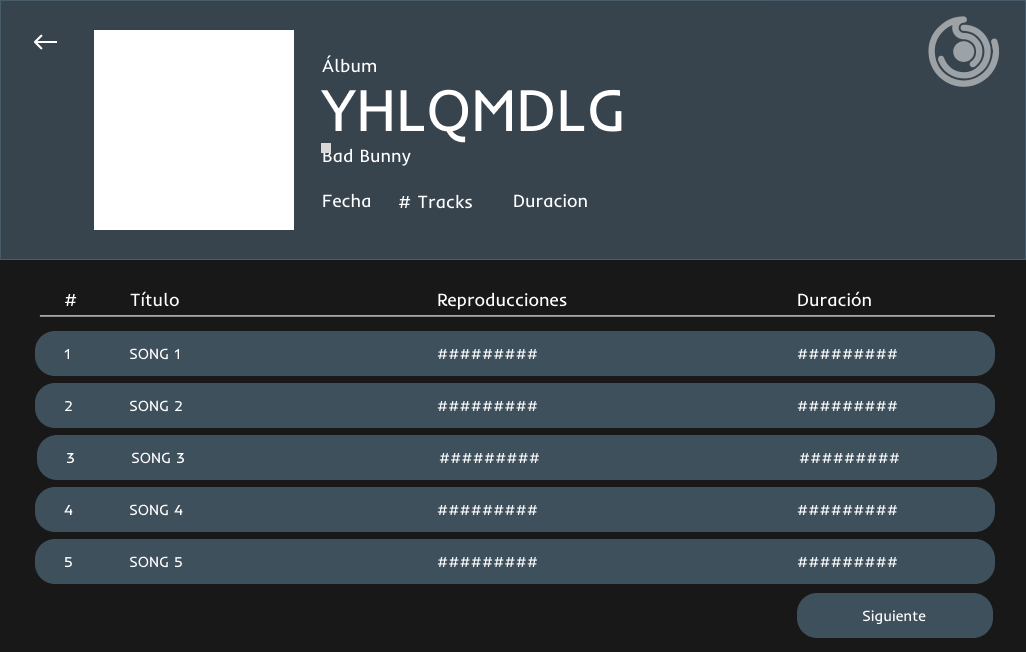 Álbum
YHLQMDLG
Bad Bunny
Fecha # Tracks Duracion
# Título Reproducciones Duración
1 SONG 1 ######### #########
2 SONG 2 ######### #########
3 SONG 3 ######### #########
4 SONG 4 ######### #########
5 SONG 5 ######### #########
Siguiente